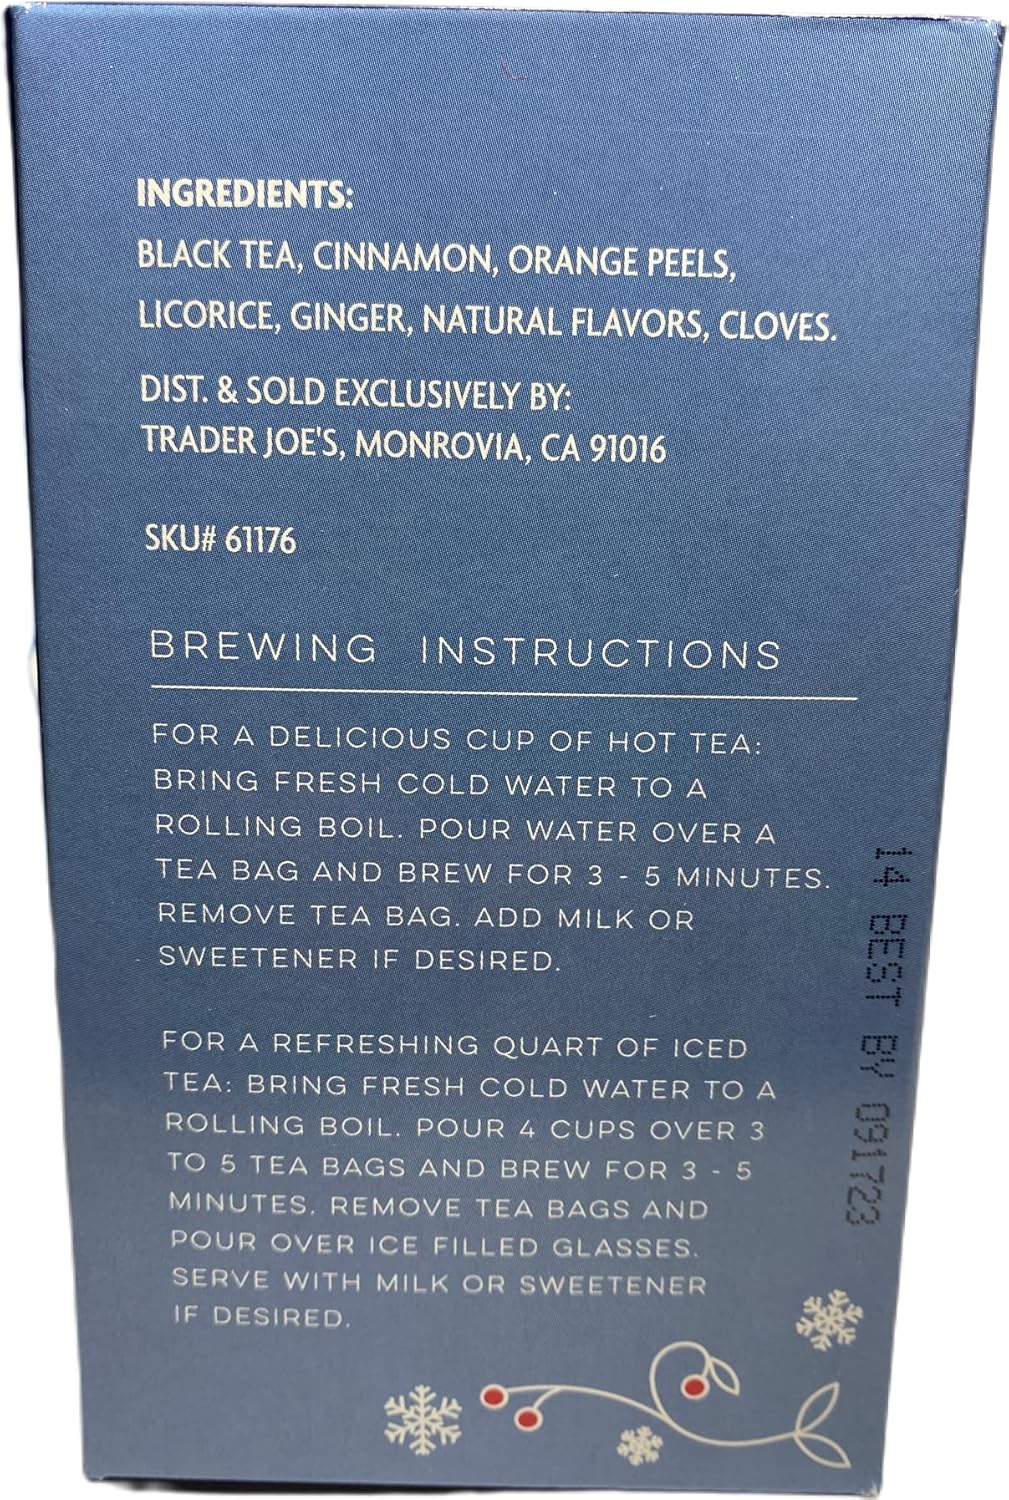 INGREDIENTS:
BLACK TEA, CINNAMON, ORANGE PEELS,
LICORICE, GINGER, NATURAL FLAVORS, CLOVES.
DIST. & SOLD EXCLUSIVELY BY:
TRADER JOE'S, MONROVIA, CA 91016
SKU# 61176
BREWING INSTRUCTIONS
FOR A DELICIOUS CUP OF HOT TEA:
BRING FRESH COLD WATER TO A
ROLLING BOIL. POUR WATER OVER A
TEA BAG AND BREW FOR 3 - 5 MINUTES.
REMOVE TEA BAG. ADD MILK OR
SWEETENER IF DESIRED.
FOR A REFRESHING QUART OF ICED
TEA: BRING FRESH COLD WATER TO A
ROLLING BOIL. POUR 4 CUPS OVER 3
TO 5 TEA BAGS AND BREW FOR 3 - 5
MINUTES. REMOVE TEA BAGS AND
POUR OVER ICE FILLED GLASSES.
SERVE WITH MILK OR SWEETENER
IF DESIRED.
14 BEST BY 091723